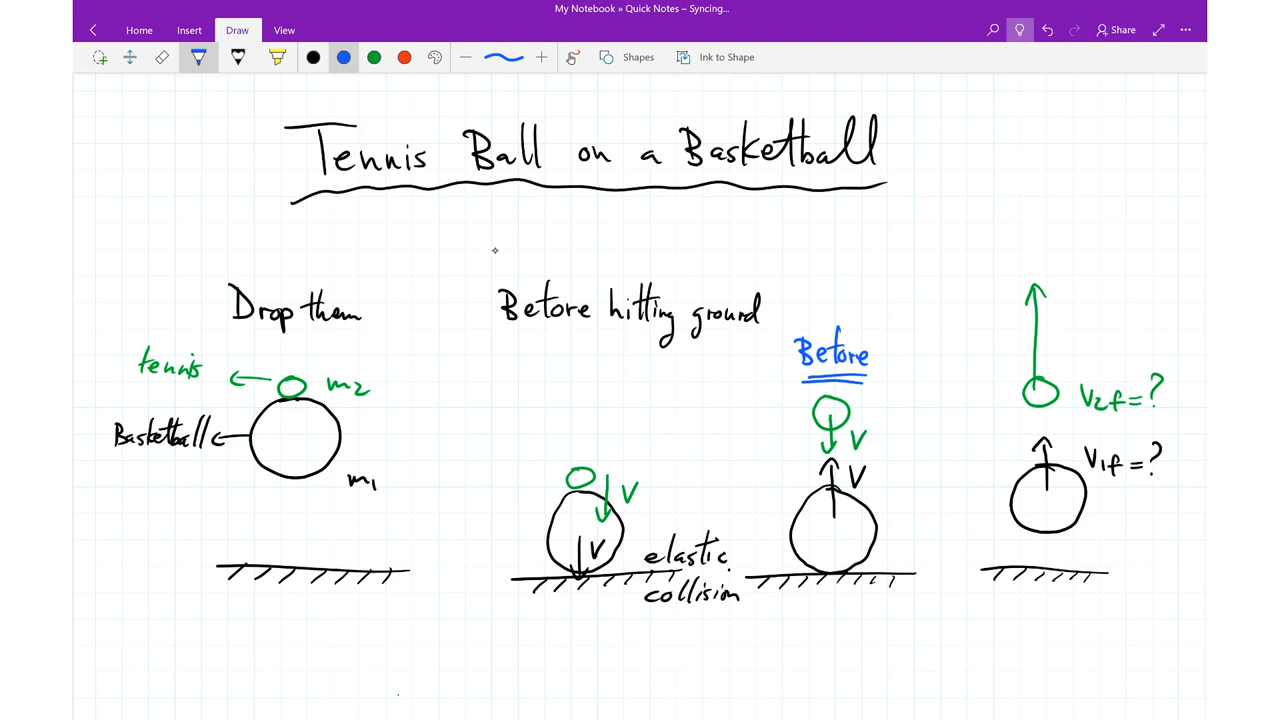 My Notebook » Quick Notes – Syncing...
Home Insert Draw View
Share
Shapes Ink to Shape
Tennis Ball on a Basketball
Drop them
Before hitting ground
Before
tennis
m2
Basketball
m1
V
V
elastic
collision
V
V
V2f = ?
V1f = ?